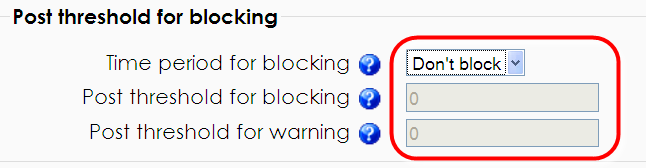 Post threshold for blocking
Time period for blocking ? Don't block
Post threshold for blocking ? 0
Post threshold for warning ? 0